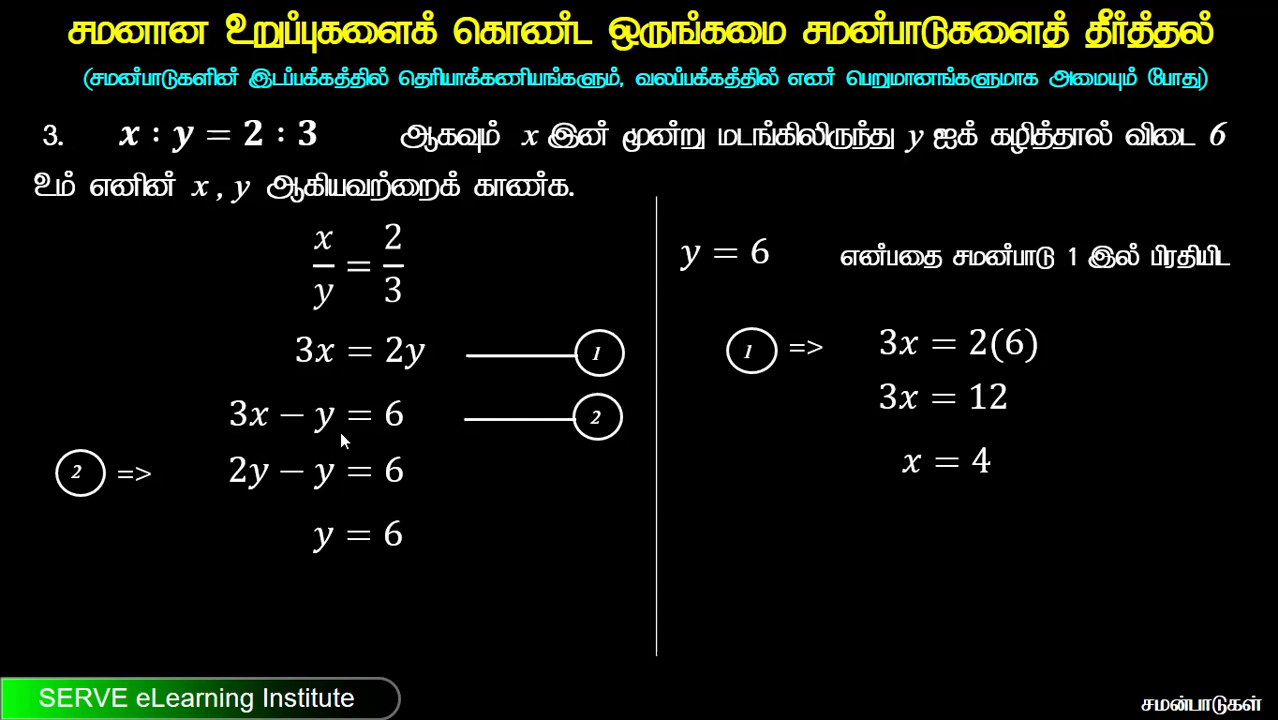 சமனான உறுப்புகளைக் கொண்ட ஒருங்கமை சமன்பாடுகளைத் தீர்த்தல்
(சமன்பாடுகளின் இடப்பக்கத்தில் தெரியாக்கணியங்களும், வலப்பக்கத்தில் எண் பெறுமானங்களுமாக அமையும் போது)
3. x : y = 2 : 3 ஆகவும் x இன் மூன்று மடங்கிலிருந்து y ஐக் கழித்தால் விடை 6
உம் எனின் x , y ஆகியவற்றைக் காண்க.
x/y = 2/3
3x = 2y 1
3x − y = 6 2
2 => 2y − y = 6
y = 6
y = 6 என்பதை சமன்பாடு 1 இல் பிரதியிட
1 => 3x = 2(6)
3x = 12
x = 4
SERVE eLearning Institute
சமன்பாடுகள்